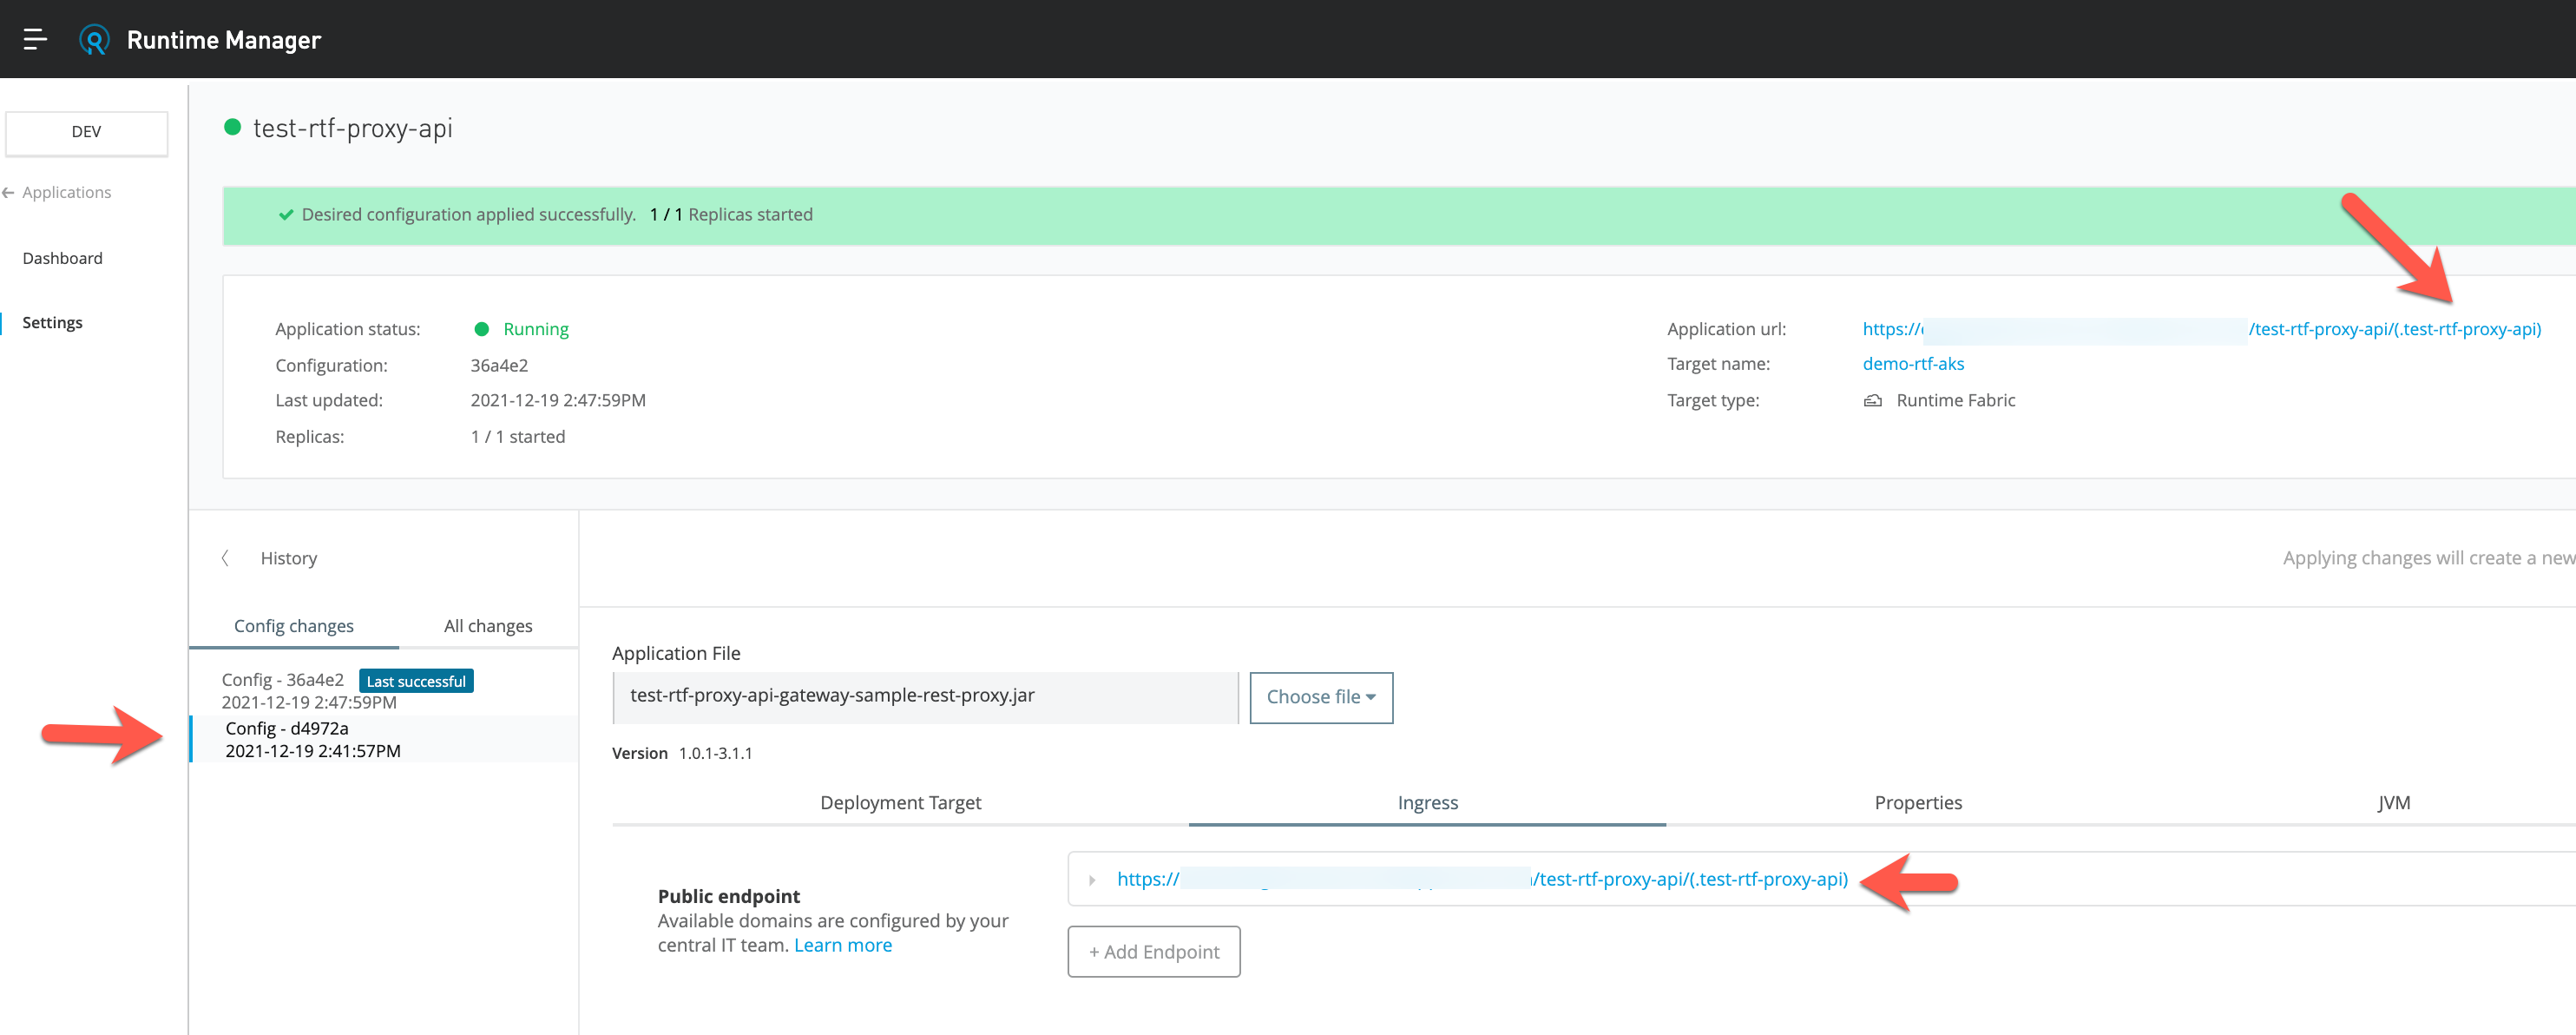 Runtime Manager
DEV
Applications
Dashboard
Settings
test-rtf-proxy-api
Desired configuration applied successfully. 1 / 1 Replicas started
Application status: Running
Configuration: 36a4e2
Last updated: 2021-12-19 2:47:59PM
Replicas: 1 / 1 started
Application url: https:// /test-rtf-proxy-api/(.test-rtf-proxy-api)
Target name: demo-rtf-aks
Target type: Runtime Fabric
History
Applying changes will create a new
Config changes All changes
Config - 36a4e2 Last successful
2021-12-19 2:47:59PM
Config - d4972a
2021-12-19 2:41:57PM
Application File
test-rtf-proxy-api-gateway-sample-rest-proxy.jar Choose file
Version 1.0.1-3.1.1
Deployment Target Ingress Properties JVM
Public endpoint
Available domains are configured by your
central IT team. Learn more
https:// /test-rtf-proxy-api/(.test-rtf-proxy-api)
+ Add Endpoint